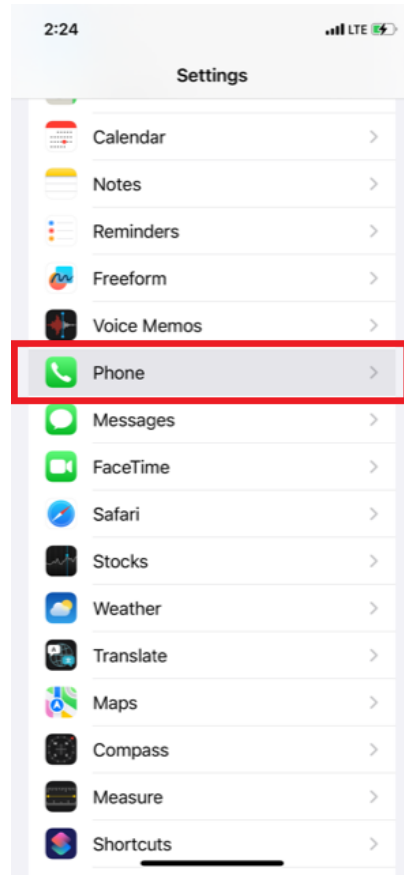 2:24 LTE
Settings
Calendar
Notes
Reminders
Freeform
Voice Memos
Phone
Messages
FaceTime
Safari
Stocks
Weather
Translate
Maps
Compass
Measure
Shortcuts